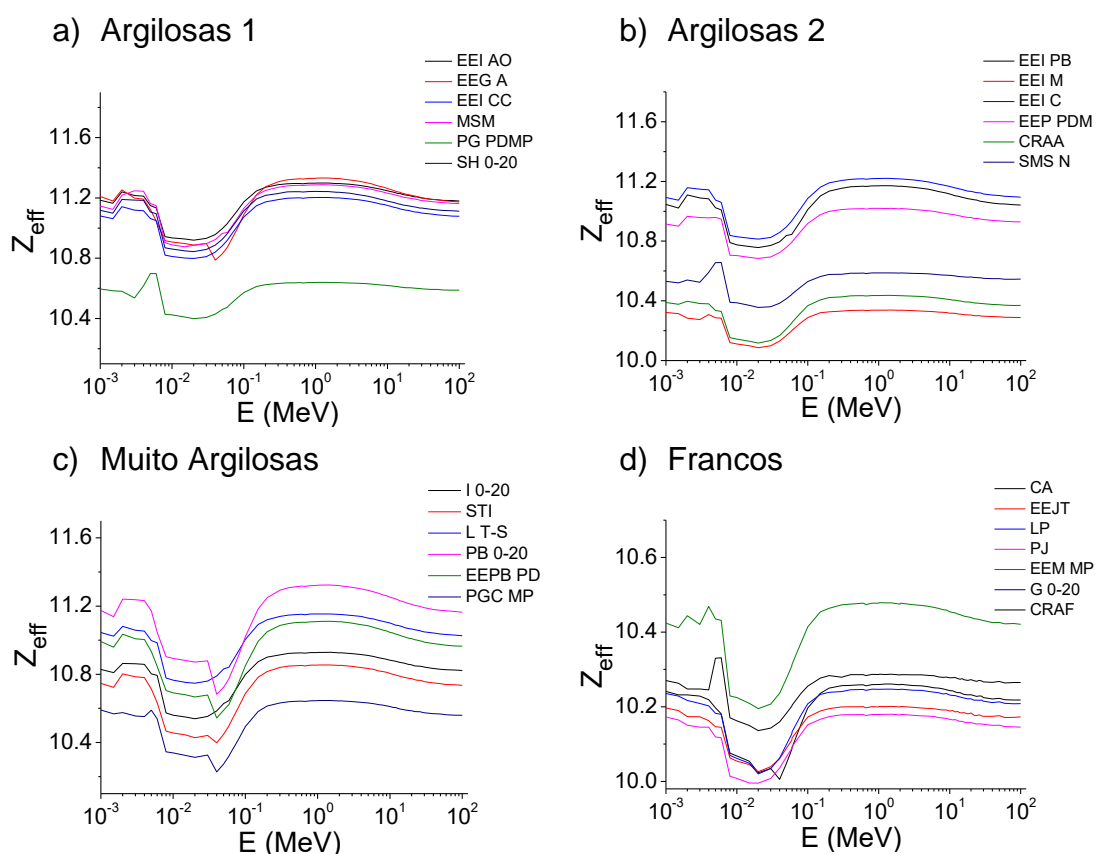 a) Argilosas 1
EEI AO
EEG A
EEI CC
MSM
PG PDMP
SH 0-20
11.6
11.2
10.8
10.4
Z_eff
10^-3 10^-2 10^-1 10^0 10^1 10^2
E (MeV)
b) Argilosas 2
EEI PB
EEI M
EEI C
EEP PDM
CRAA
SMS N
11.6
11.2
10.8
10.4
10.0
Z_eff
10^-3 10^-2 10^-1 10^0 10^1 10^2
E (MeV)
c) Muito Argilosas
I 0-20
STI
L T-S
PB 0-20
EEPB PD
PGC MP
11.6
11.2
10.8
10.4
Z_eff
10^-3 10^-2 10^-1 10^0 10^1 10^2
E (MeV)
d) Francos
CA
EEJT
LP
PJ
EEM MP
G 0-20
CRAF
10.6
10.4
10.2
10.0
Z_eff
10^-3 10^-2 10^-1 10^0 10^1 10^2
E (MeV)